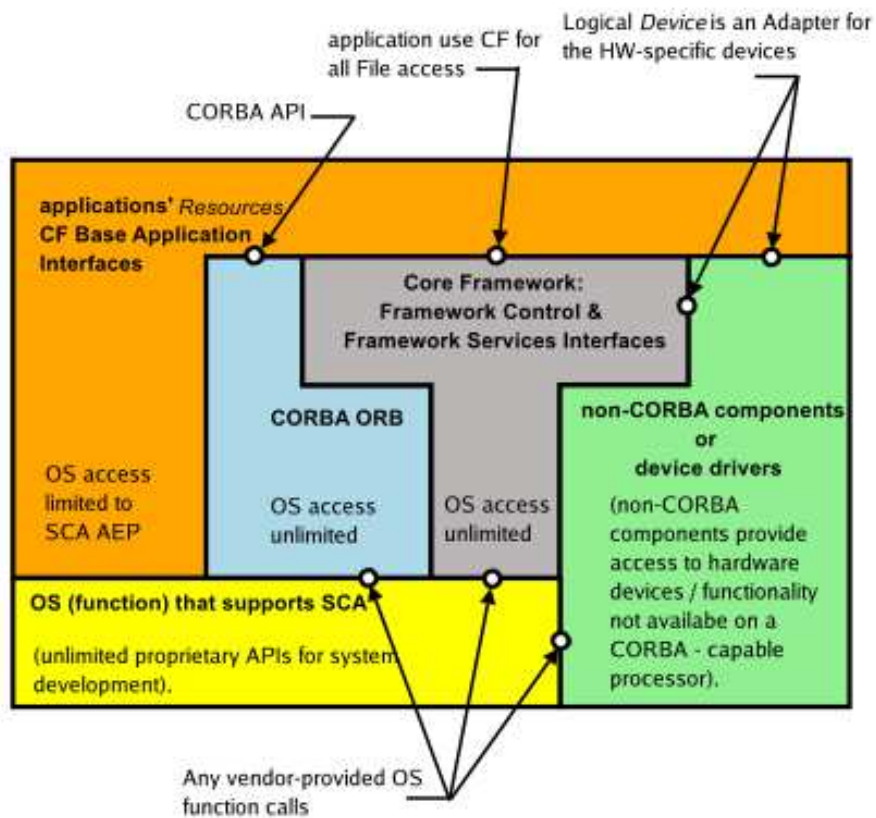 Logical Device is an Adapter for
the HW-specific devices
application use CF for
all File access
CORBA API
applications' Resources
CF Base Application
Interfaces
Core Framework:
Framework Control &
Framework Services Interfaces
CORBA ORB
non-CORBA components
or
device drivers
(non-CORBA
components provide
access to hardware
devices / functionality
not availabe on a
CORBA - capable
processor).
OS access
limited to
SCA AEP
OS access
unlimited
OS access
unlimited
OS (function) that supports SCA
(unlimited proprietary APIs for system
development).
Any vendor-provided OS
function calls